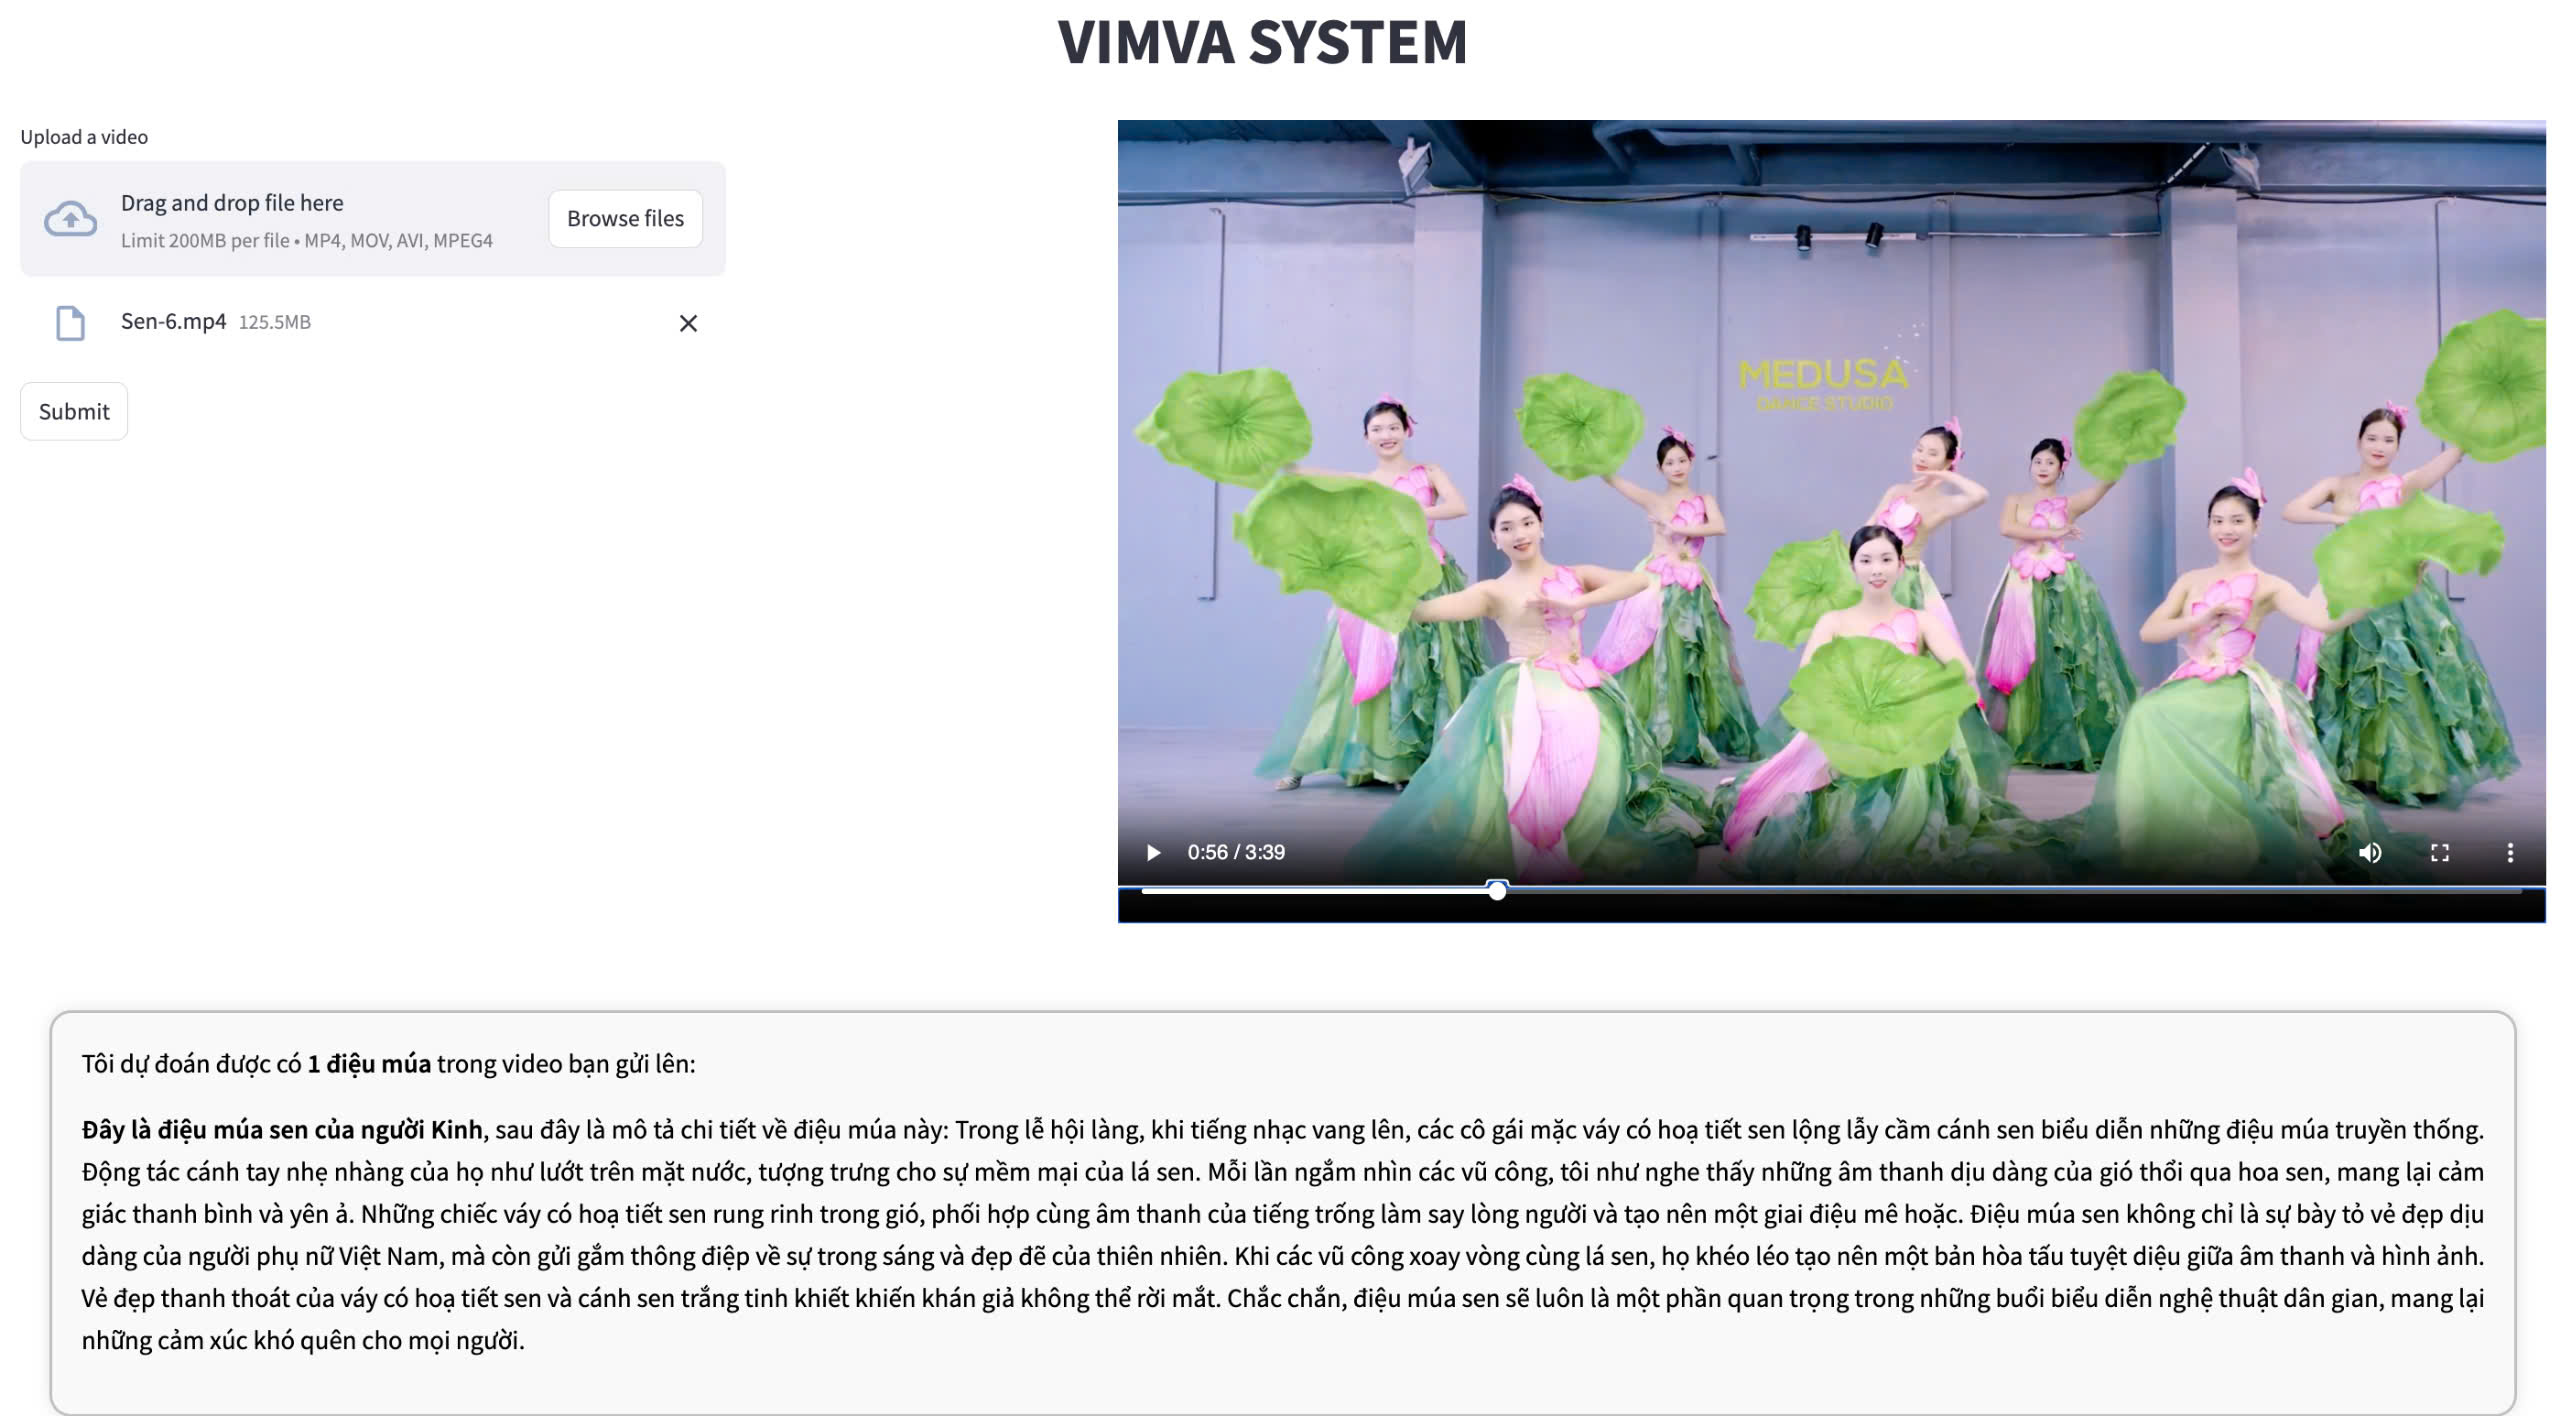 VIMVA SYSTEM
Upload a video
Drag and drop file here
Limit 200MB per file • MP4, MOV, AVI, MPEG4
Browse files
Sen-6.mp4 125.5MB
Submit
MEDUSA
DANCE STUDIO
0:56 / 3:39
Tôi dự đoán được có 1 điệu múa trong video bạn gửi lên:
Đây là điệu múa sen của người Kinh, sau đây là mô tả chi tiết về điệu múa này: Trong lễ hội làng, khi tiếng nhạc vang lên, các cô gái mặc váy có hoạ tiết sen lộng lẫy cầm cánh sen biểu diễn những điệu múa truyền thống.
Động tác cánh tay nhẹ nhàng của họ như lướt trên mặt nước, tượng trưng cho sự mềm mại của lá sen. Mỗi lần ngắm nhìn các vũ công, tôi như nghe thấy những âm thanh dịu dàng của gió thổi qua hoa sen, mang lại cảm
giác thanh bình và yên ả. Những chiếc váy có hoạ tiết sen rung rinh trong gió, phối hợp cùng âm thanh của tiếng trống làm say lòng người và tạo nên một giai điệu mê hoặc. Điệu múa sen không chỉ là sự bày tỏ vẻ đẹp dịu
dàng của người phụ nữ Việt Nam, mà còn gửi gắm thông điệp về sự trong sáng và đẹp đẽ của thiên nhiên. Khi các vũ công xoay vòng cùng lá sen, họ khéo léo tạo nên một bản hòa tấu tuyệt diệu giữa âm thanh và hình ảnh.
Vẻ đẹp thanh thoát của váy có hoạ tiết sen và cánh sen trắng tinh khiết khiến khán giả không thể rời mắt. Chắc chắn, điệu múa sen sẽ luôn là một phần quan trọng trong những buổi biểu diễn nghệ thuật dân gian, mang lại
những cảm xúc khó quên cho mọi người.